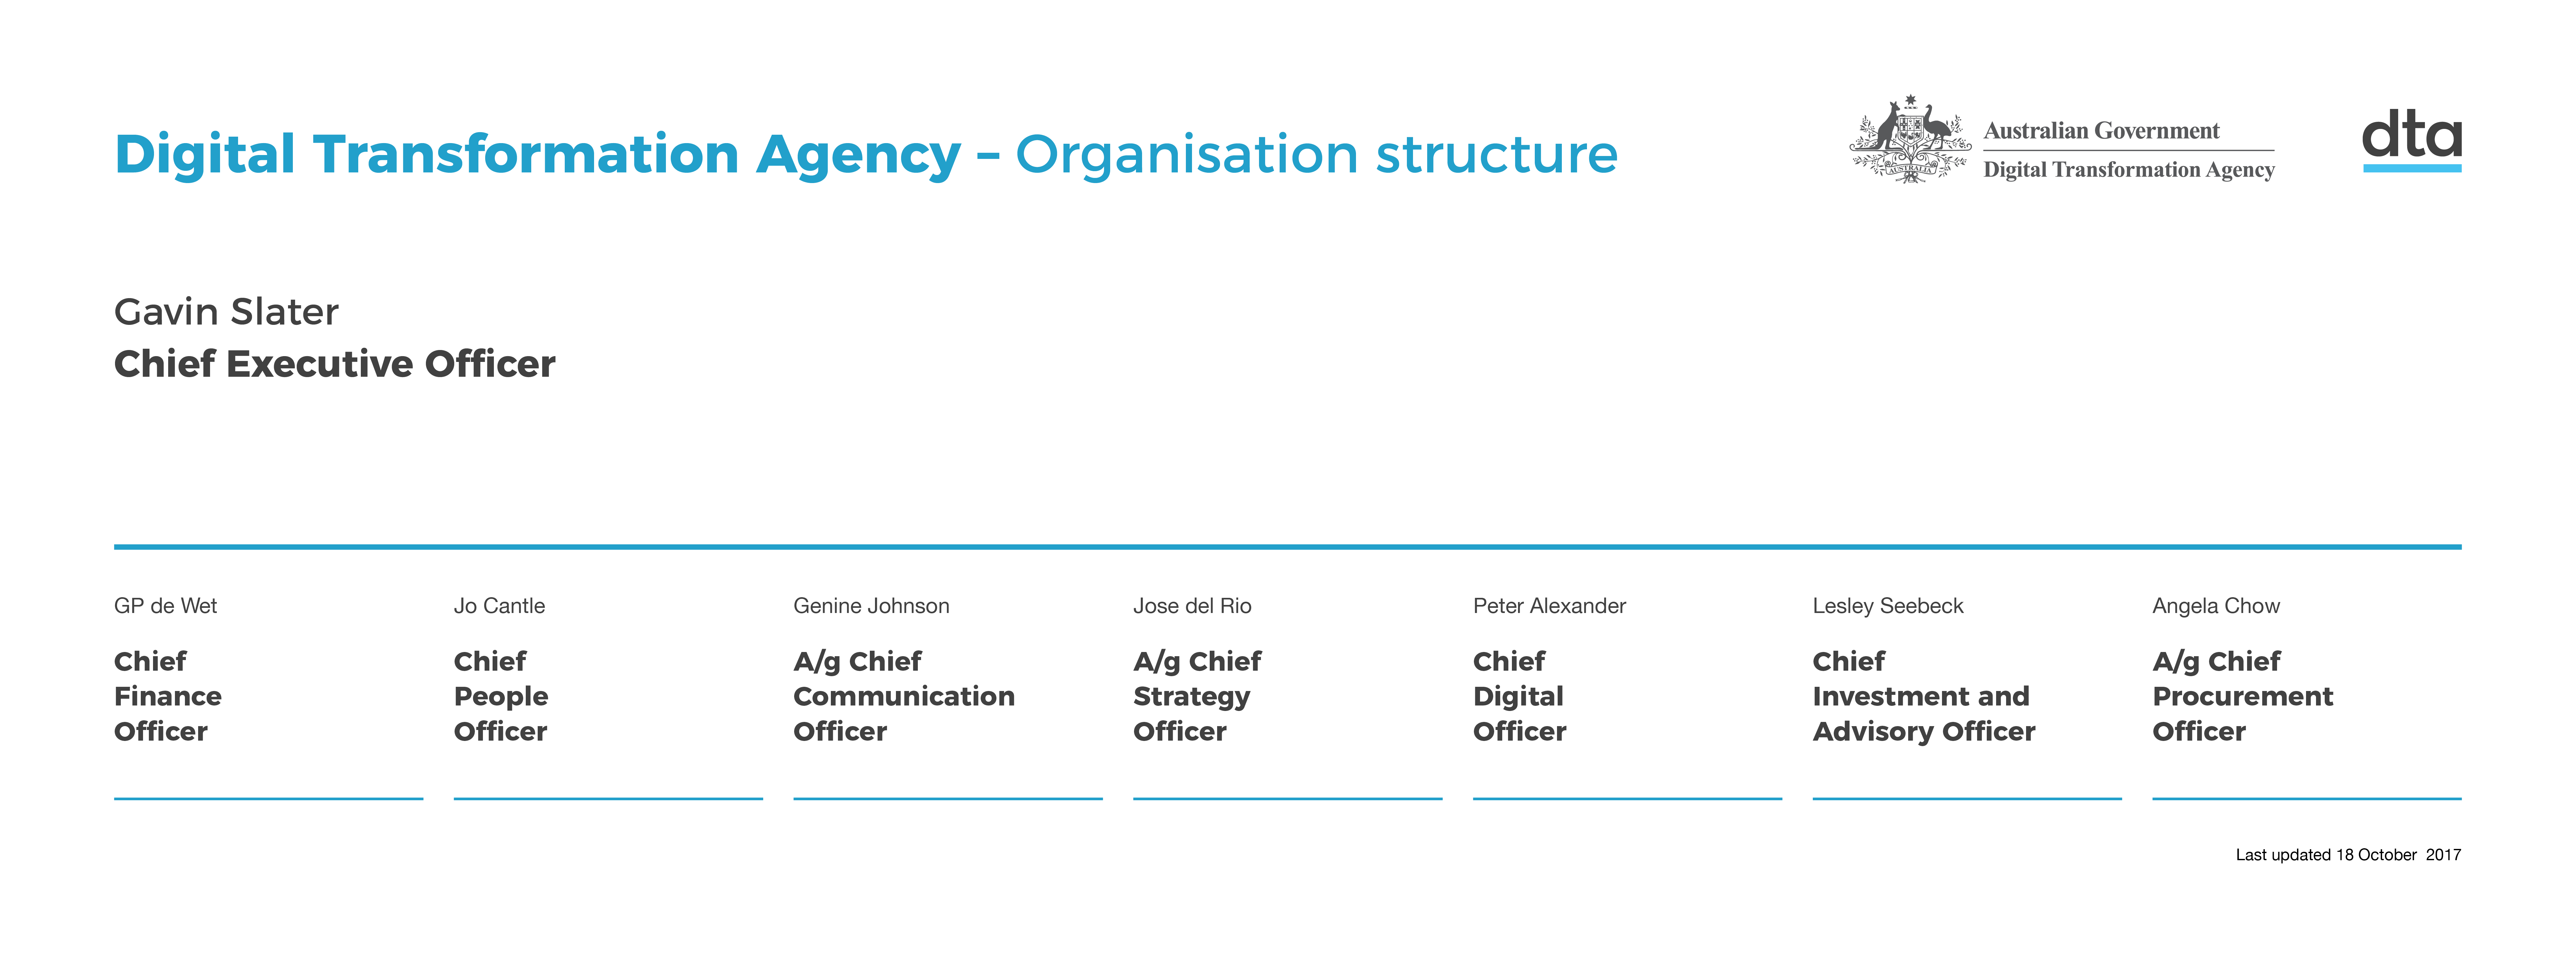 Digital Transformation Agency – Organisation structure
Australian Government
Digital Transformation Agency
AUSTRALIA
dta
Gavin Slater
Chief Executive Officer
GP de Wet
Chief
Finance
Officer
Jo Cantle
Chief
People
Officer
Genine Johnson
A/g Chief
Communication
Officer
Jose del Rio
A/g Chief
Strategy
Officer
Peter Alexander
Chief
Digital
Officer
Lesley Seebeck
Chief
Investment and
Advisory Officer
Angela Chow
A/g Chief
Procurement
Officer
Last updated 18 October  2017